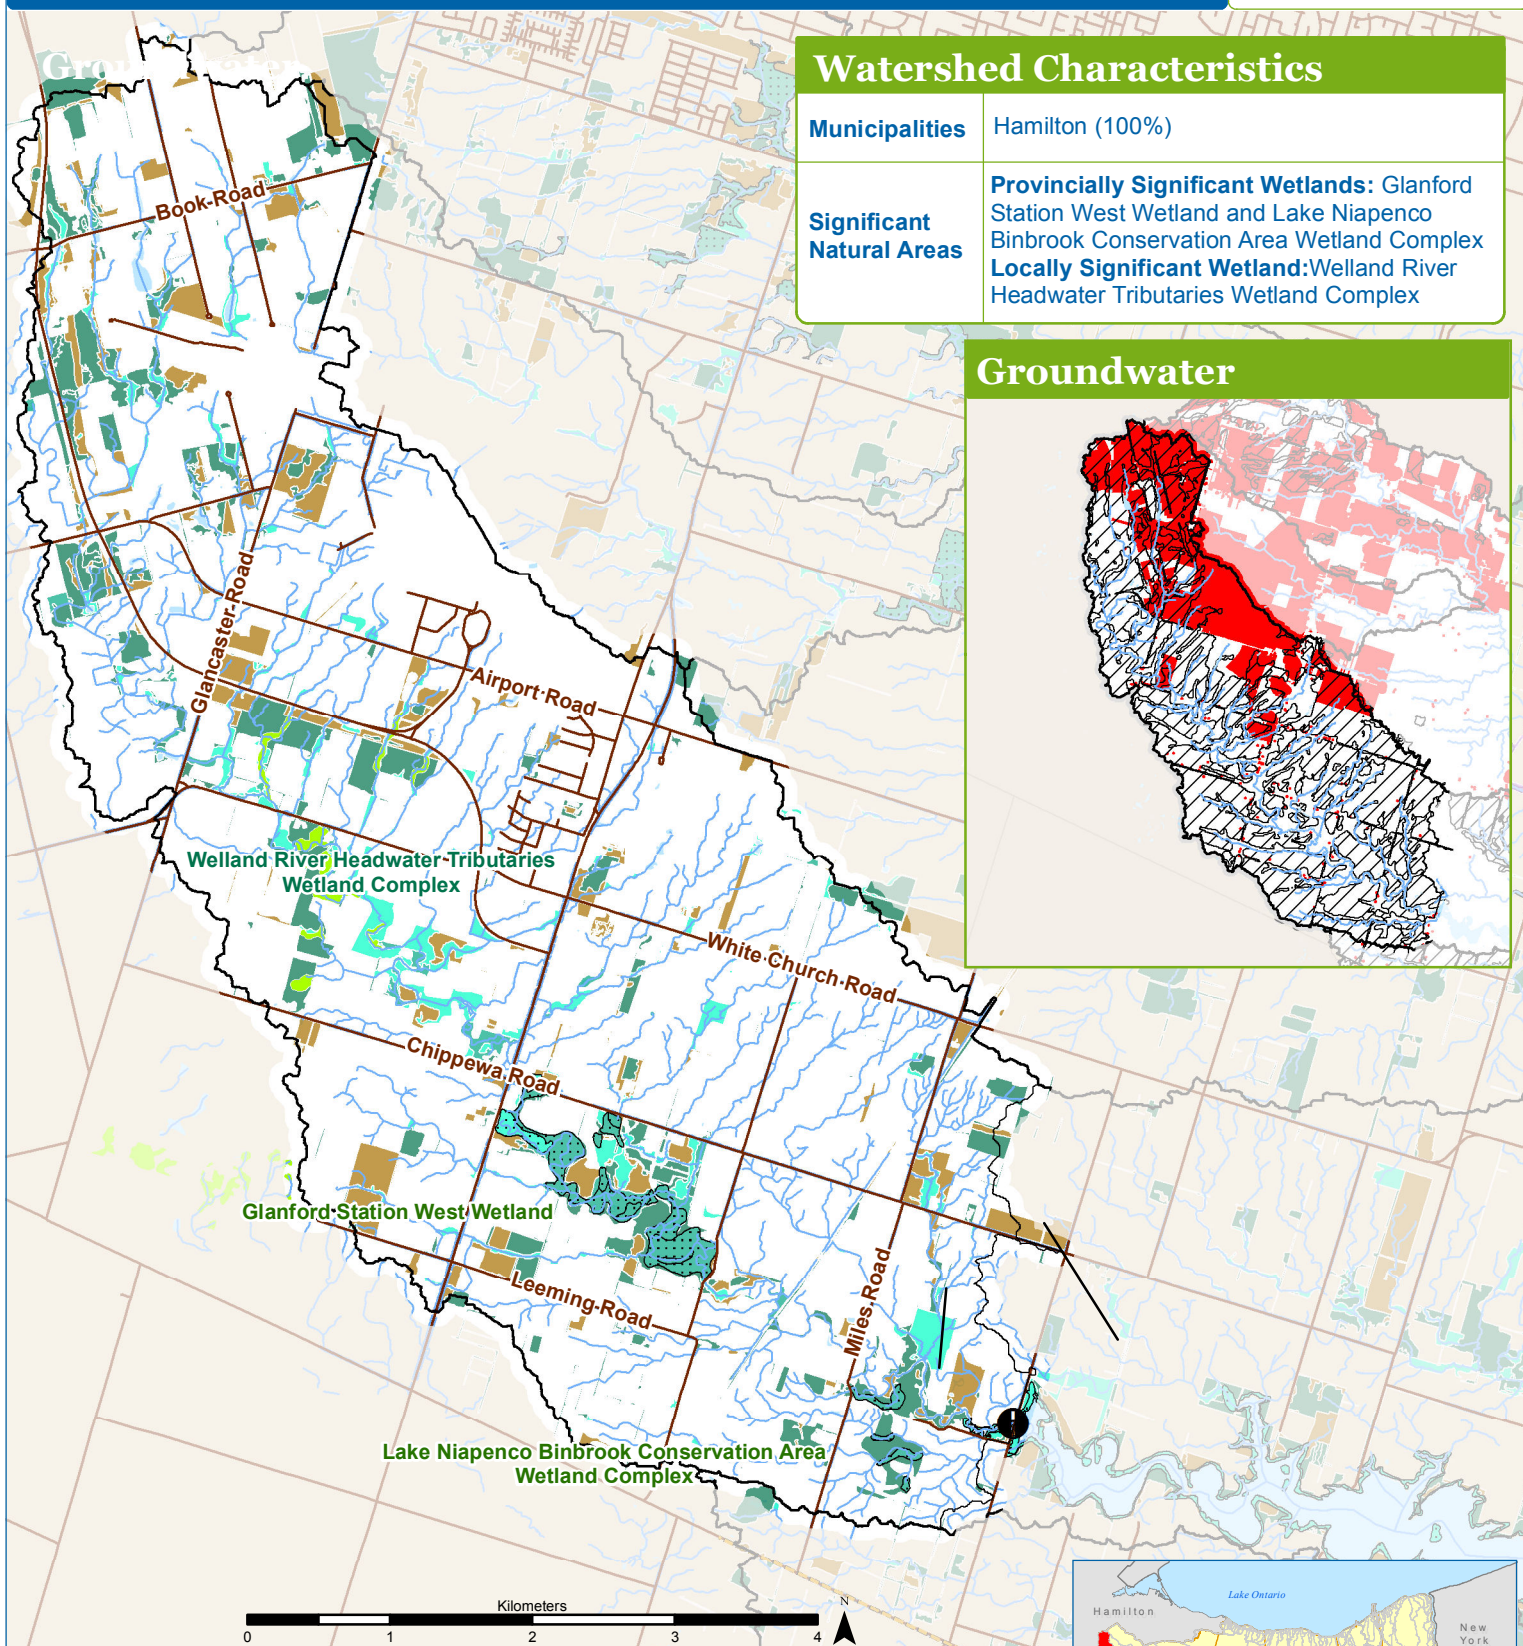 Groundwater
Watershed Characteristics
Municipalities
Hamilton (100%)
Significant
Natural Areas
Provincially Significant Wetlands: Glanford
Station West Wetland and Lake Niapenco
Binbrook Conservation Area Wetland Complex
Locally Significant Wetland:Welland River
Headwater Tributaries Wetland Complex
Groundwater
Book Road
Glancaster Road
Airport Road
Welland River Headwater Tributaries
Wetland Complex
White Church Road
Chippewa Road
Glanford Station West Wetland
Leeming Road
Miles Road
Lake Niapenco Binbrook Conservation Area
Wetland Complex
Kilometers
0 1 2 3 4
N
Lake Ontario
Hamilton
New
York